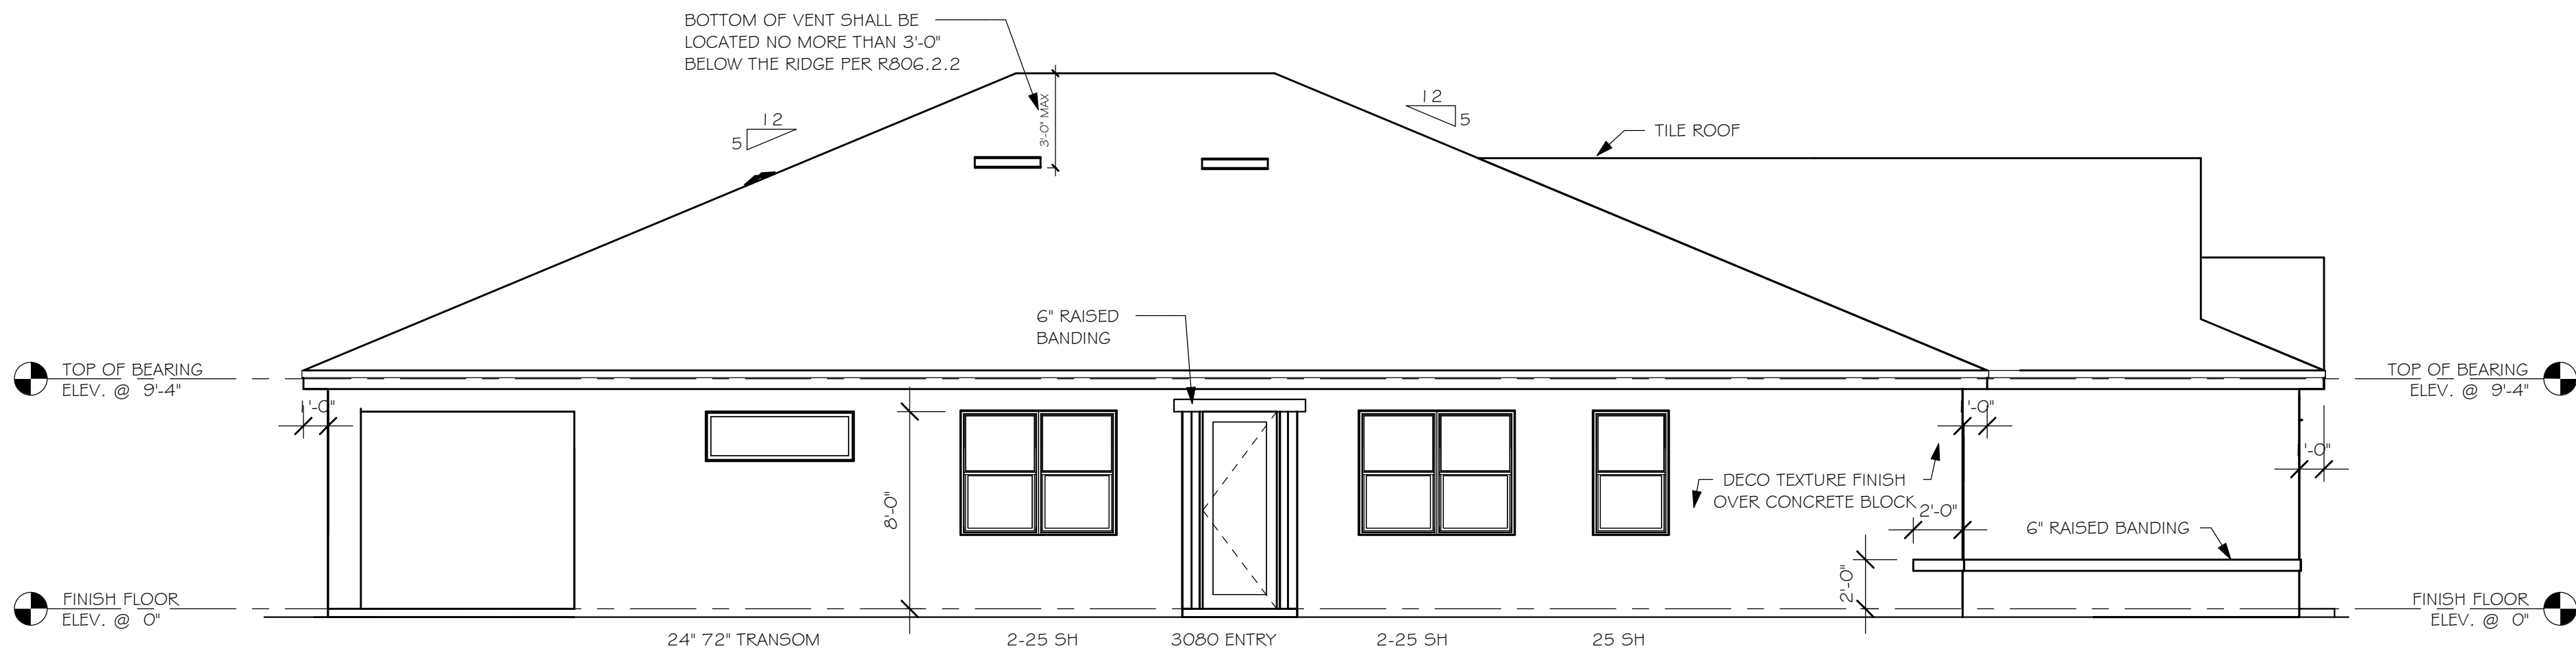 BOTTOM OF VENT SHALL BE
LOCATED NO MORE THAN 3'-0"
BELOW THE RIDGE PER R806.2.2
3'-0" MAX
12
5
12
5
TILE ROOF
6" RAISED
BANDING
TOP OF BEARING
ELEV. @ 9'-4"
TOP OF BEARING
ELEV. @ 9'-4"
1'-0"
8'-0"
1'-0"
1'-0"
DECO TEXTURE FINISH
OVER CONCRETE BLOCK
2'-0"
6" RAISED BANDING
2'-0"
FINISH FLOOR
ELEV. @ 0"
FINISH FLOOR
ELEV. @ 0"
24" 72" TRANSOM
2-25 SH
3080 ENTRY
2-25 SH
25 SH